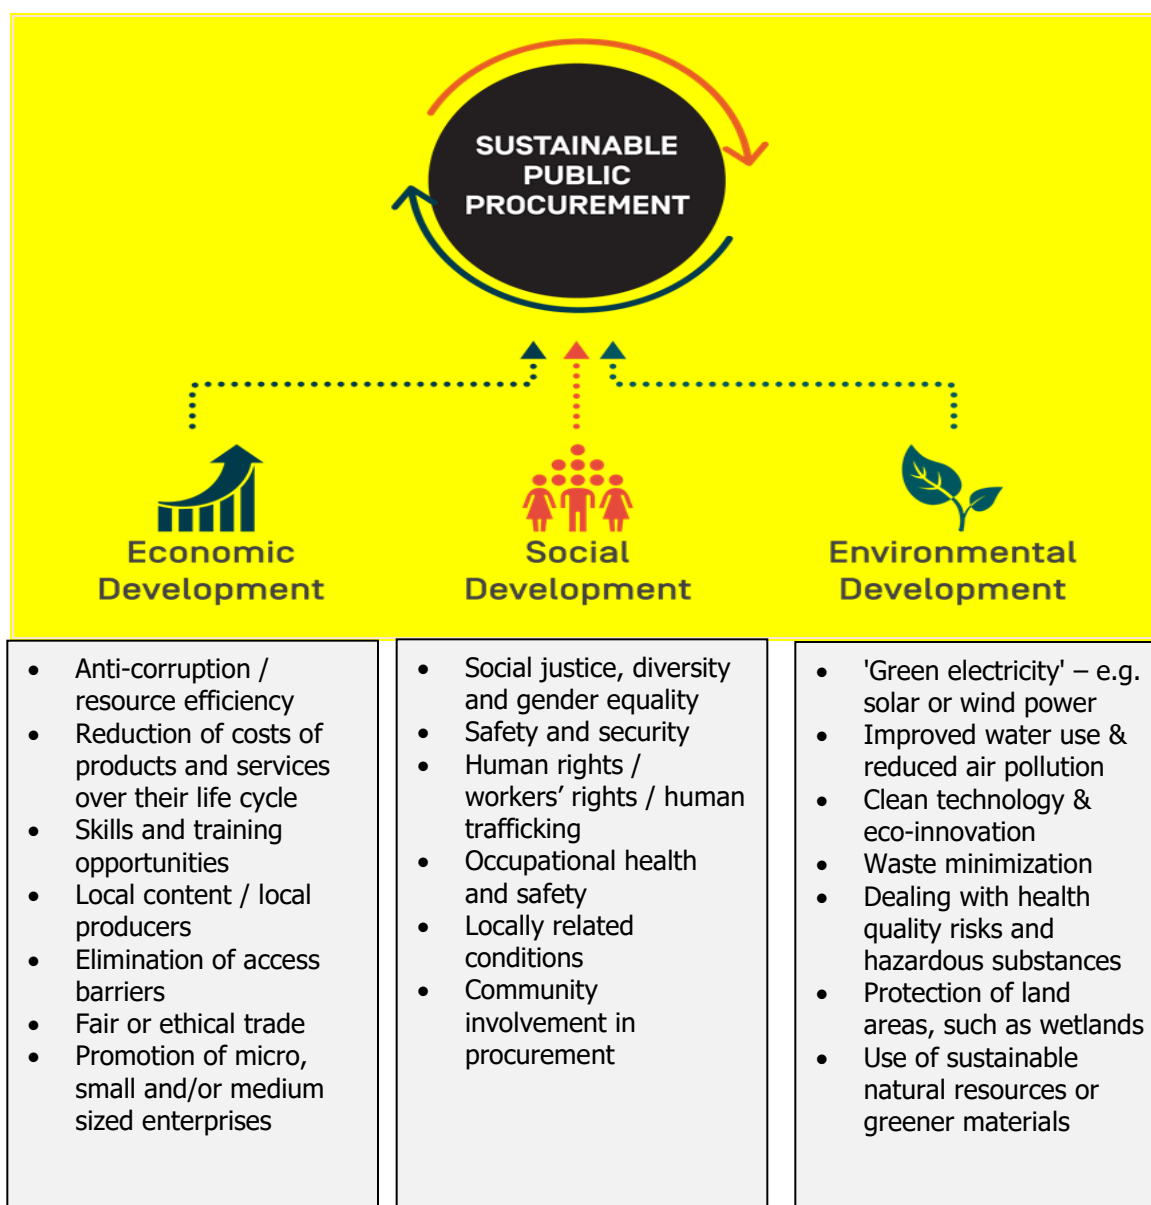 SUSTAINABLE
PUBLIC
PROCUREMENT
Economic
Development
Social
Development
Environmental
Development
• Anti-corruption /
resource efficiency
• Reduction of costs of
products and services
over their life cycle
• Skills and training
opportunities
• Local content / local
producers
• Elimination of access
barriers
• Fair or ethical trade
• Promotion of micro,
small and/or medium
sized enterprises
• Social justice, diversity
and gender equality
• Safety and security
• Human rights /
workers’ rights / human
trafficking
• Occupational health
and safety
• Locally related
conditions
• Community
involvement in
procurement
• 'Green electricity' – e.g.
solar or wind power
• Improved water use &
reduced air pollution
• Clean technology &
eco-innovation
• Waste minimization
• Dealing with health
quality risks and
hazardous substances
• Protection of land
areas, such as wetlands
• Use of sustainable
natural resources or
greener materials